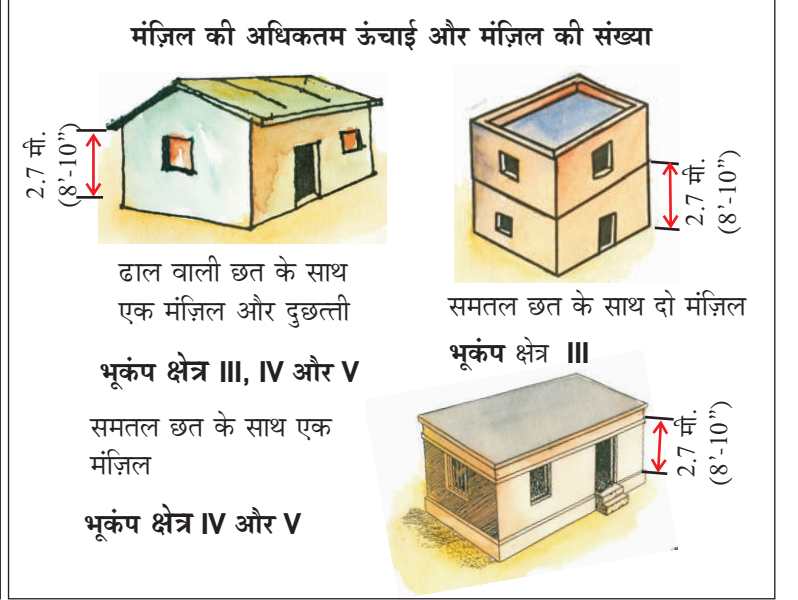 मंज़िल की अधिकतम ऊंचाई और मंज़िल की संख्या
2.7 मी.
(8’-10”)
2.7 मी.
(8’-10”)
ढाल वाली छत के साथ
एक मंज़िल और दुछत्ती
भूकंप क्षेत्र III, IV और V
समतल छत के साथ दो मंज़िल
भूकंप क्षेत्र III
समतल छत के साथ एक
मंज़िल
भूकंप क्षेत्र IV और V
2.7 मी.
(8’-10”)